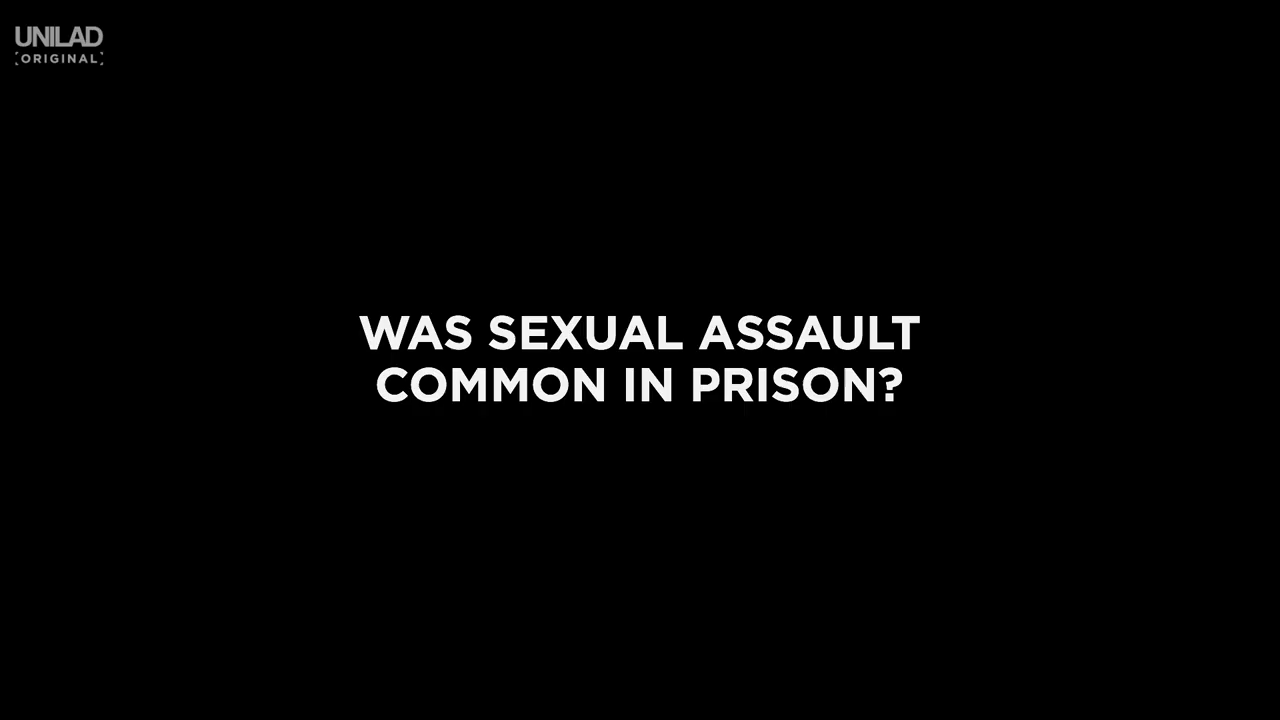 UNILAD
[ORIGINAL]
WAS SEXUAL ASSAULT
COMMON IN PRISON?